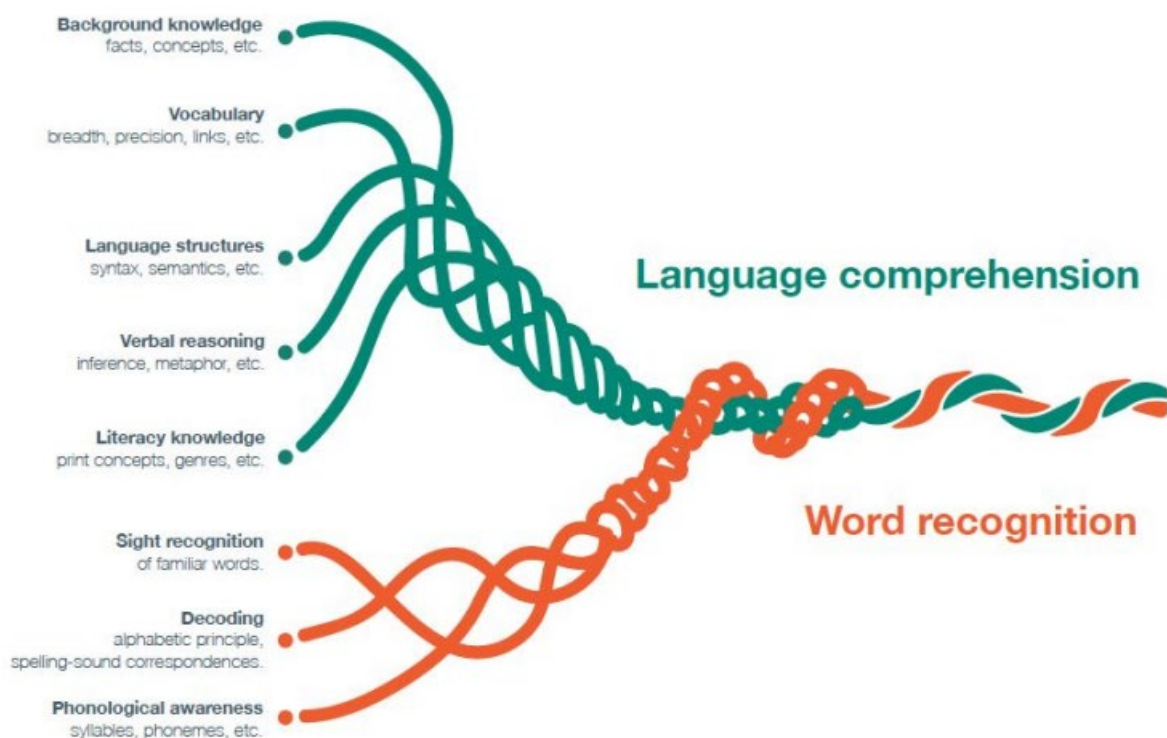 Background knowledge
facts, concepts, etc.
Vocabulary
breadth, precision, links, etc.
Language structures
syntax, semantics, etc.
Verbal reasoning
inference, metaphor, etc.
Literacy knowledge
print concepts, genres, etc.
Language comprehension
Word recognition
Sight recognition
of familiar words.
Decoding
alphabetic principle,
spelling-sound correspondences.
Phonological awareness
syllables, phonemes, etc.